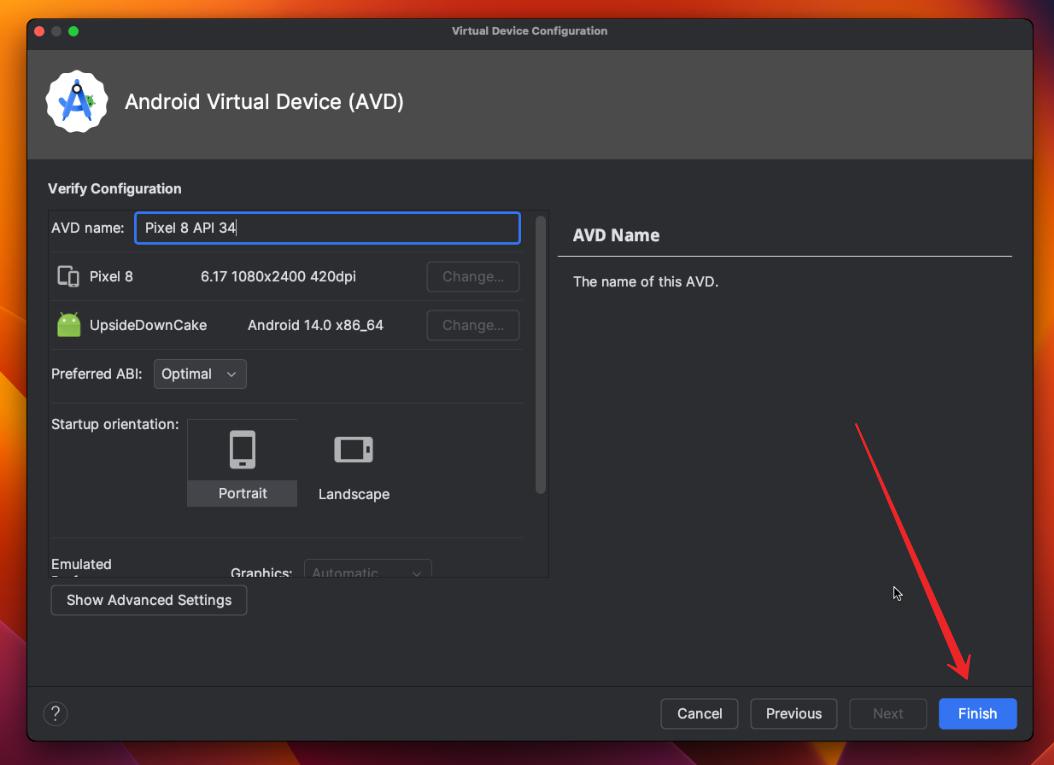 Virtual Device Configuration
Android Virtual Device (AVD)
Verify Configuration
AVD name: Pixel 8 API 34
AVD Name
Pixel 8 6.17 1080x2400 420dpi Change...
The name of this AVD.
UpsideDownCake Android 14.0 x86_64 Change...
Preferred ABI: Optimal
Startup orientation:
Portrait Landscape
Emulated
Graphics: Automatic
Show Advanced Settings
? Cancel Previous Next Finish